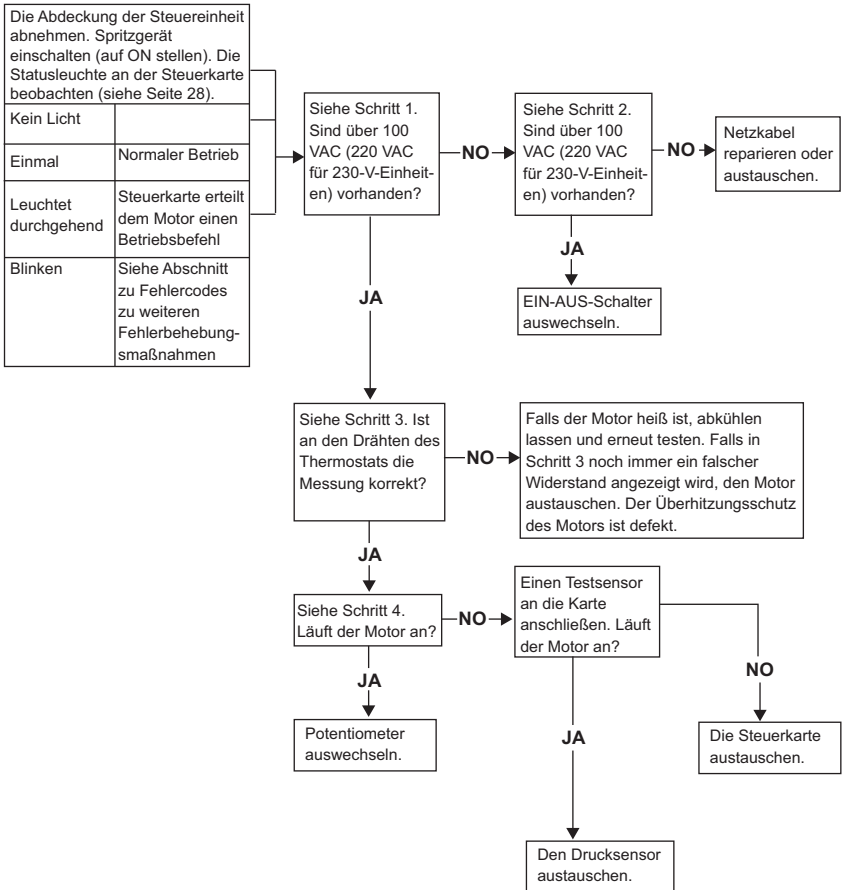 Die Abdeckung der Steuereinheit
abnehmen. Spritzgerät
einschalten (auf ON stellen). Die
Statusleuchte an der Steuerkarte
beobachten (siehe Seite 28).
Kein Licht
Einmal
Normaler Betrieb
Leuchtet
durchgehend
Steuerkarte erteilt
dem Motor einen
Betriebsbefehl
Blinken
Siehe Abschnitt
zu Fehlercodes
zu weiteren
Fehlerbehebung-
smaßnahmen
Siehe Schritt 1.
Sind über 100
VAC (220 VAC
für 230-V-Einheit-
en) vorhanden?
NO
Siehe Schritt 2.
Sind über 100
VAC (220 VAC
für 230-V-Einheit-
en) vorhanden?
NO
Netzkabel
reparieren oder
austauschen.
JA
EIN-AUS-Schalter
auswechseln.
JA
Siehe Schritt 3. Ist
an den Drähten des
Thermostats die
Messung korrekt?
NO
Falls der Motor heiß ist, abkühlen
lassen und erneut testen. Falls in
Schritt 3 noch immer ein falscher
Widerstand angezeigt wird, den Motor
austauschen. Der Überhitzungsschutz
des Motors ist defekt.
JA
Siehe Schritt 4.
Läuft der Motor an?
NO
Einen Testsensor
an die Karte
anschließen. Läuft
der Motor an?
NO
Die Steuerkarte
austauschen.
JA
Potentiometer
auswechseln.
JA
Den Drucksensor
austauschen.